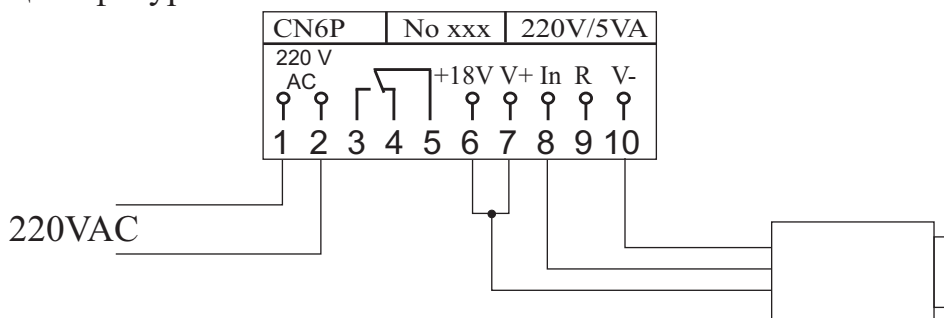 CN6P No xxx 220V/5VA
220 V
AC +18V V+ In R V-
1 2 3 4 5 6 7 8 9 10
220VAC